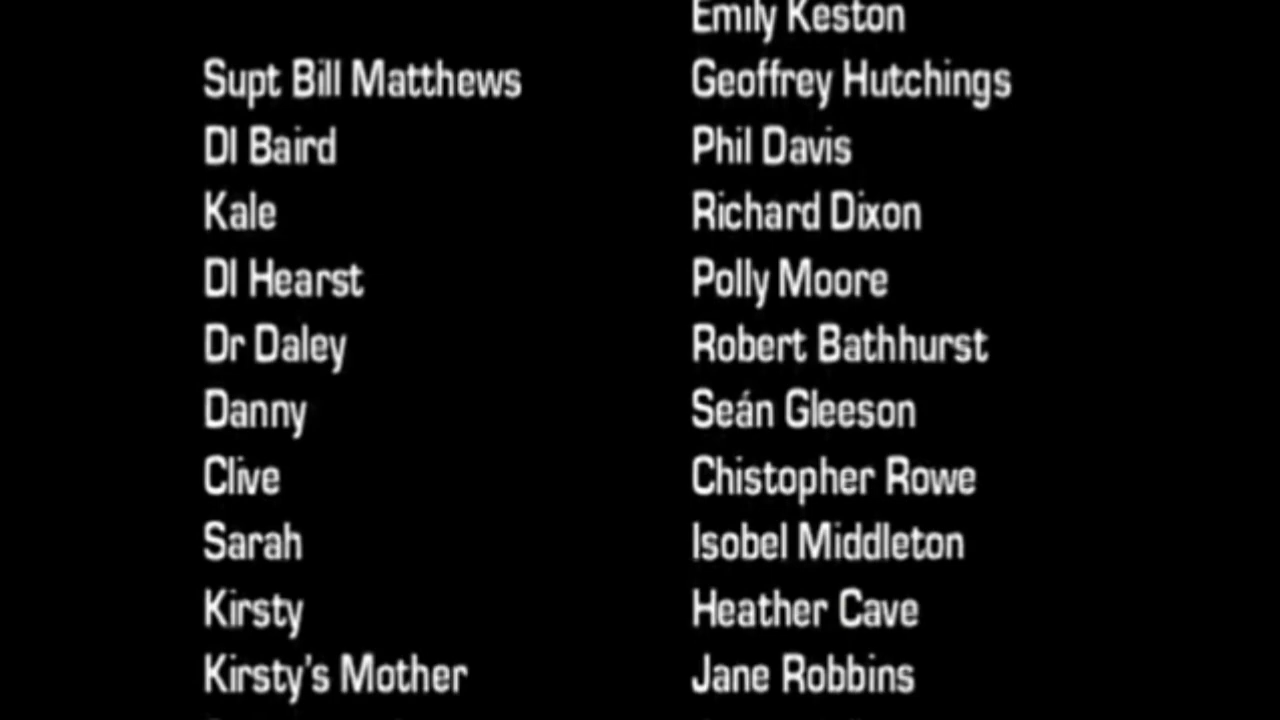 Emily Keston
Supt Bill Matthews Geoffrey Hutchings
DI Baird Phil Davis
Kale Richard Dixon
DI Hearst Polly Moore
Dr Daley Robert Bathhurst
Danny Seán Gleeson
Clive Chistopher Rowe
Sarah Isobel Middleton
Kirsty Heather Cave
Kirsty's Mother Jane Robbins